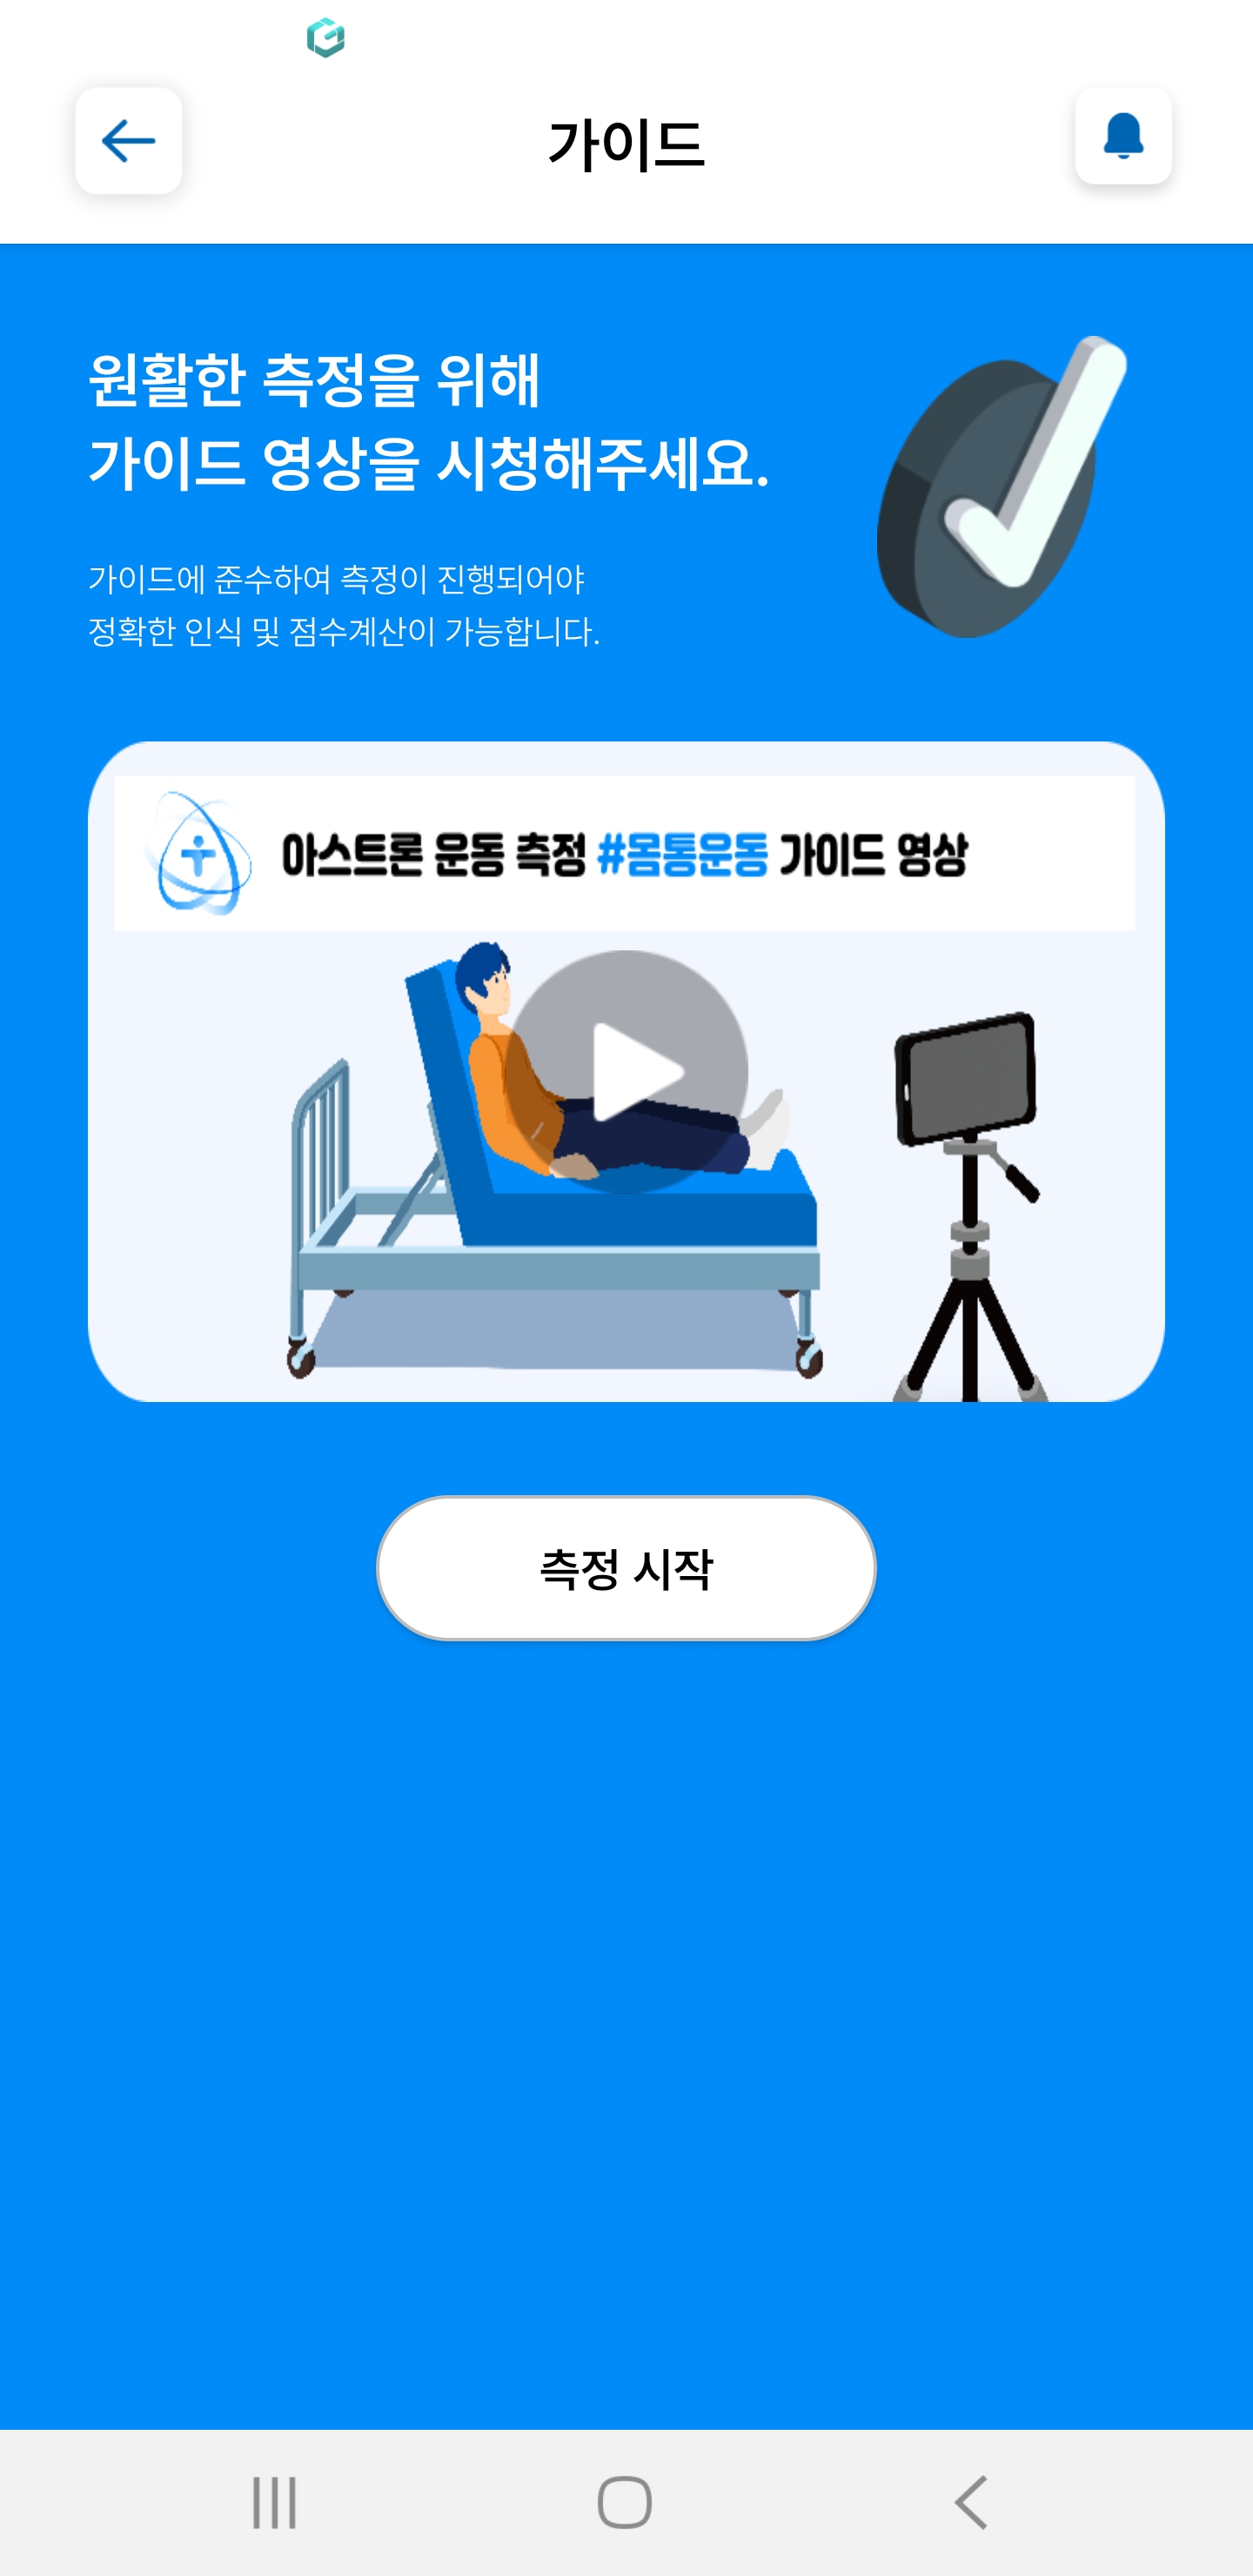 가이드
원활한 측정을 위해
가이드 영상을 시청해주세요.
가이드에 준수하여 측정이 진행되어야
정확한 인식 및 점수계산이 가능합니다.
아스트론 운동 측정 #몸통운동 가이드 영상
측정 시작